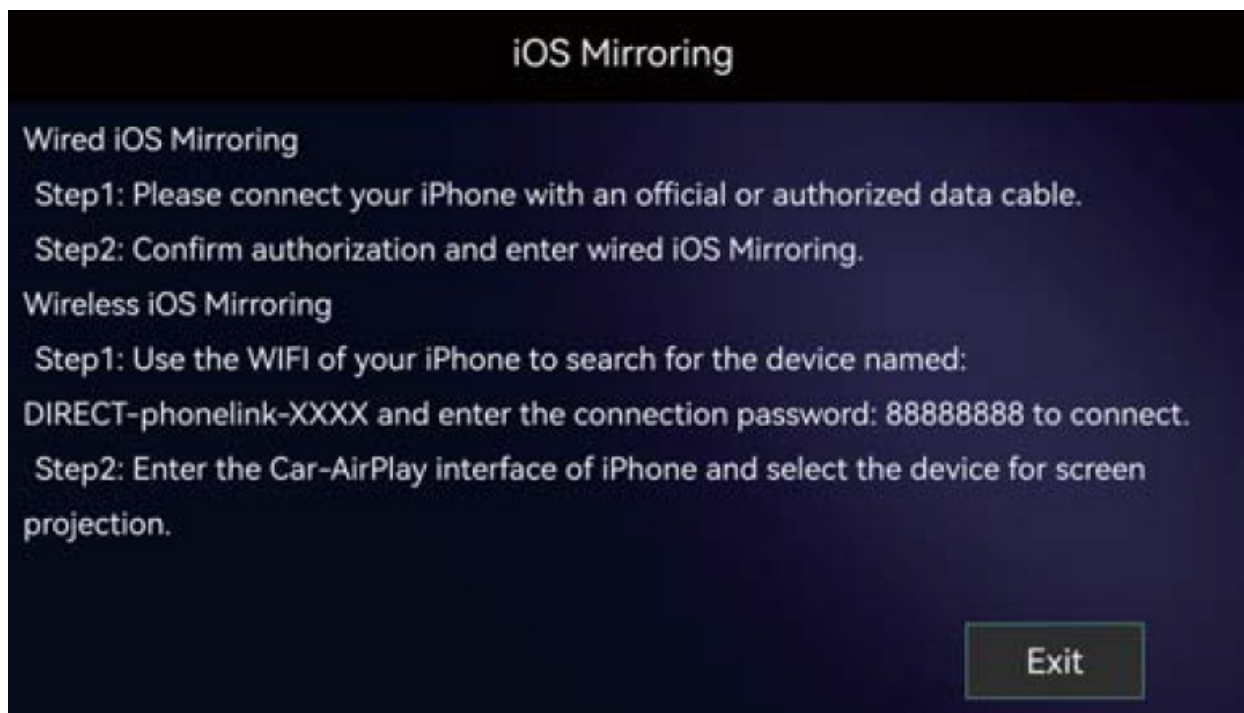 iOS Mirroring
Wired iOS Mirroring
Step1: Please connect your iPhone with an official or authorized data cable.
Step2: Confirm authorization and enter wired iOS Mirroring.
Wireless iOS Mirroring
Step1: Use the WIFI of your iPhone to search for the device named:
DIRECT-phonelink-XXXX and enter the connection password: 88888888 to connect.
Step2: Enter the Car-AirPlay interface of iPhone and select the device for screen
projection.
Exit